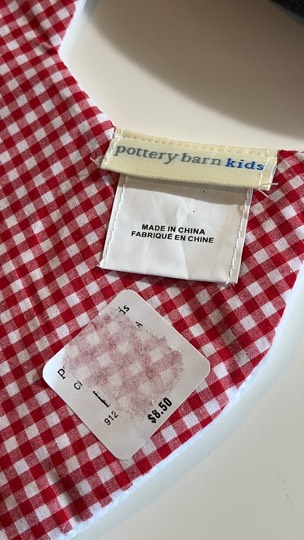 pottery barn kids
MADE IN CHINA
FABRIQUÉ EN CHINE
912
$8.50